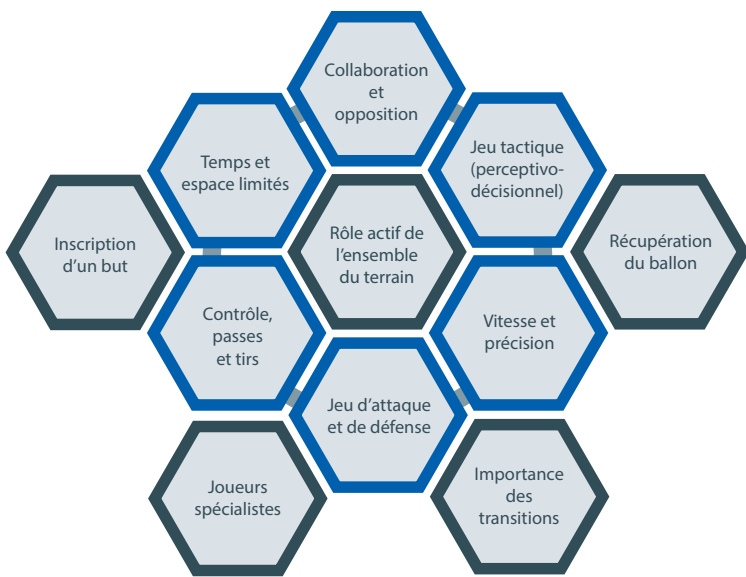 Collaboration
et
opposition
Temps et
espace limités
Jeu tactique
(perceptivo-
décisionnel)
Inscription
d'un but
Rôle actif de
l'ensemble
du terrain
Récupération
du ballon
Contrôle,
passes
et tirs
Vitesse et
précision
Jeu d'attaque
et de défense
Joueurs
spécialistes
Importance
des
transitions